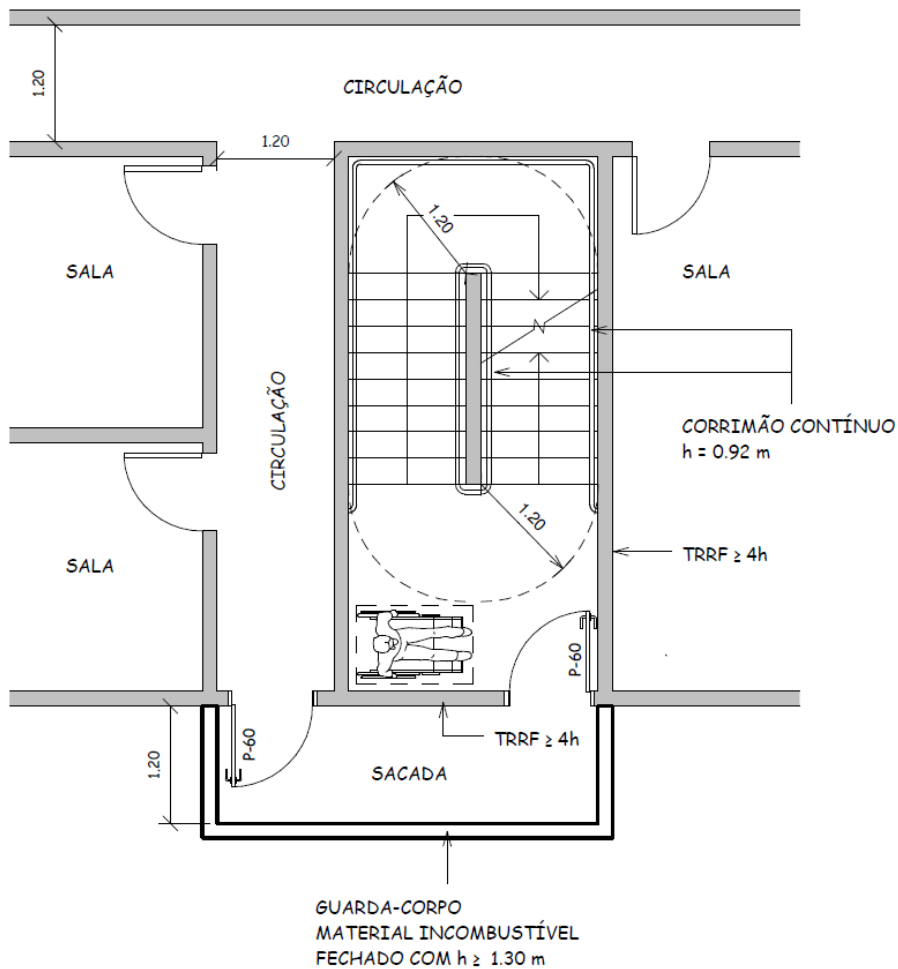 1.20
CIRCULAÇÃO
1.20
1.20
SALA
SALA
CIRCULAÇÃO
N
CORRIMÃO CONTÍNUO
h = 0.92 m
1.20
TRRF ≥ 4h
SALA
P-60
P-60
TRRF ≥ 4h
1.20
SACADA
GUARDA-CORPO
MATERIAL INCOMBUSTÍVEL
FECHADO COM h ≥ 1.30 m